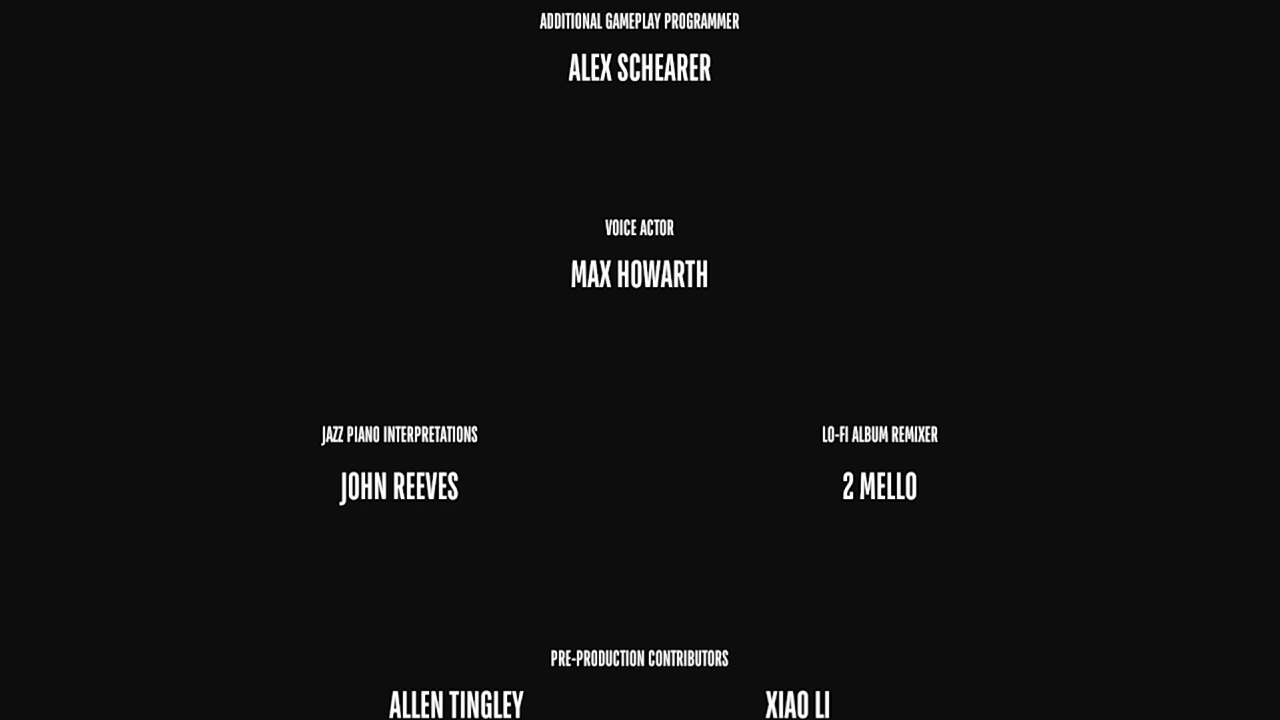 ADDITIONAL GAMEPLAY PROGRAMMER
ALEX SCHEARER
VOICE ACTOR
MAX HOWARTH
JAZZ PIANO INTERPRETATIONS
JOHN REEVES
LO-FI ALBUM REMIXER
2 MELLO
PRE-PRODUCTION CONTRIBUTORS
ALLEN TINGLEY
XIAO LI